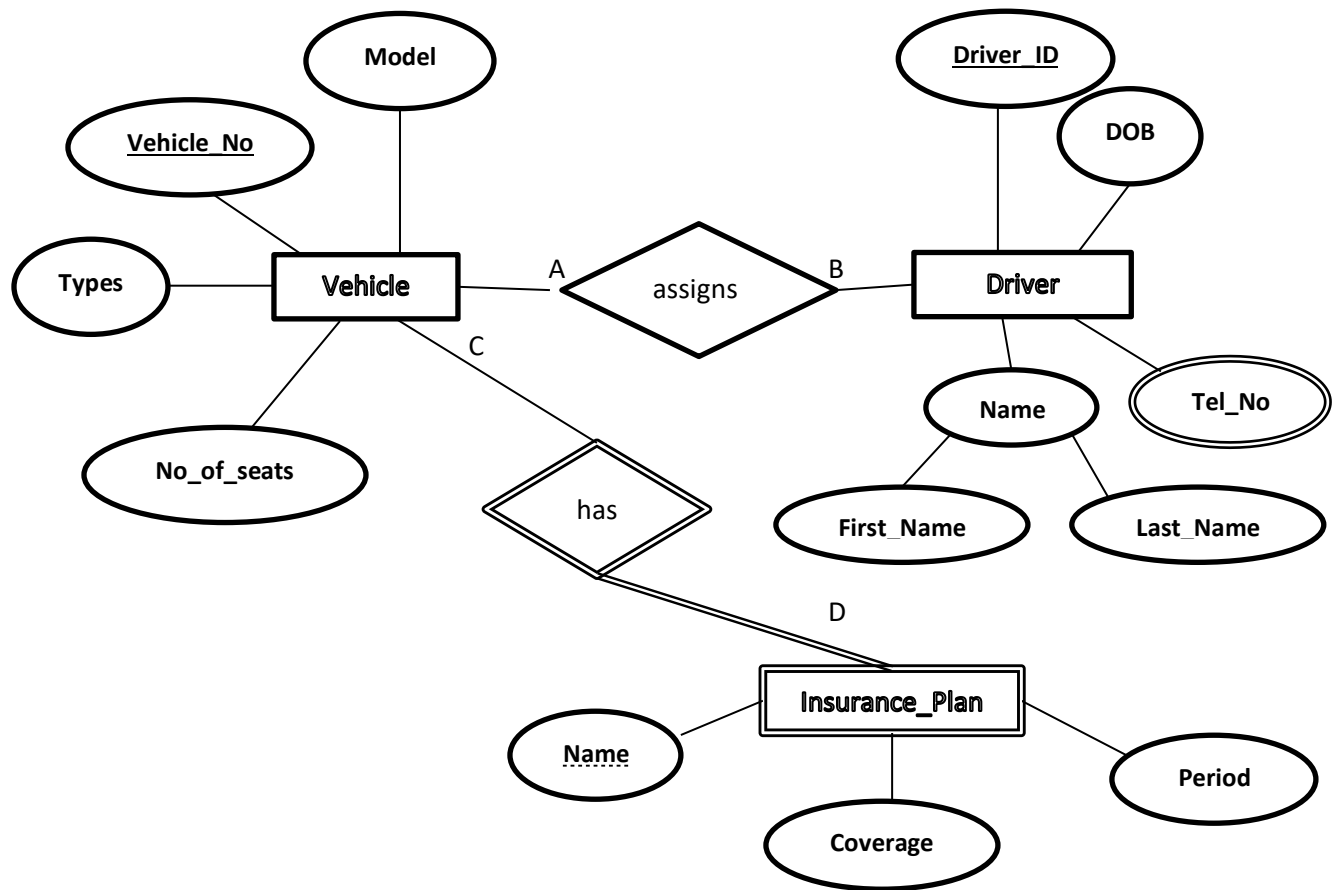 Model
Driver_ID
Vehicle_No
DOB
Types
Vehicle
A
assigns
B
Driver
C
Name
Tel_No
No_of_seats
has
First_Name
Last_Name
D
Insurance_Plan
Name
Period
Coverage